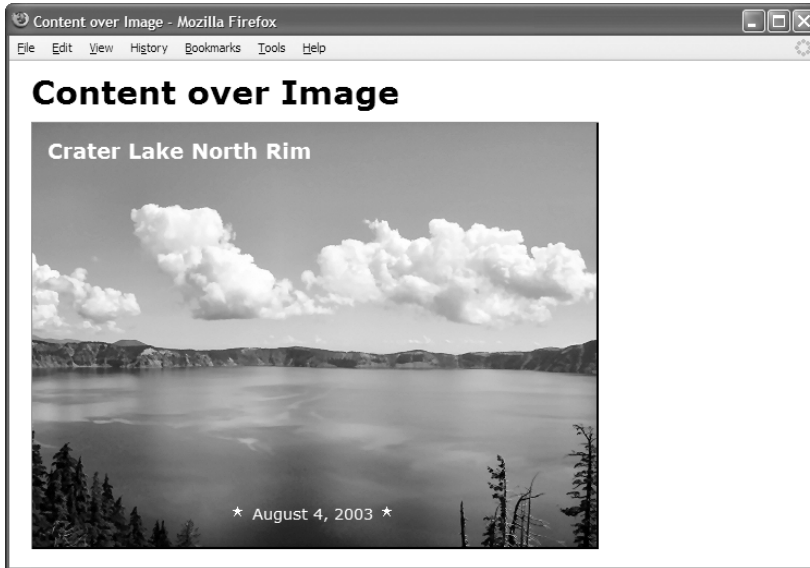 Content over Image - Mozilla Firefox
File Edit View History Bookmarks Tools Help
Content over Image
Crater Lake North Rim
★ August 4, 2003 ★